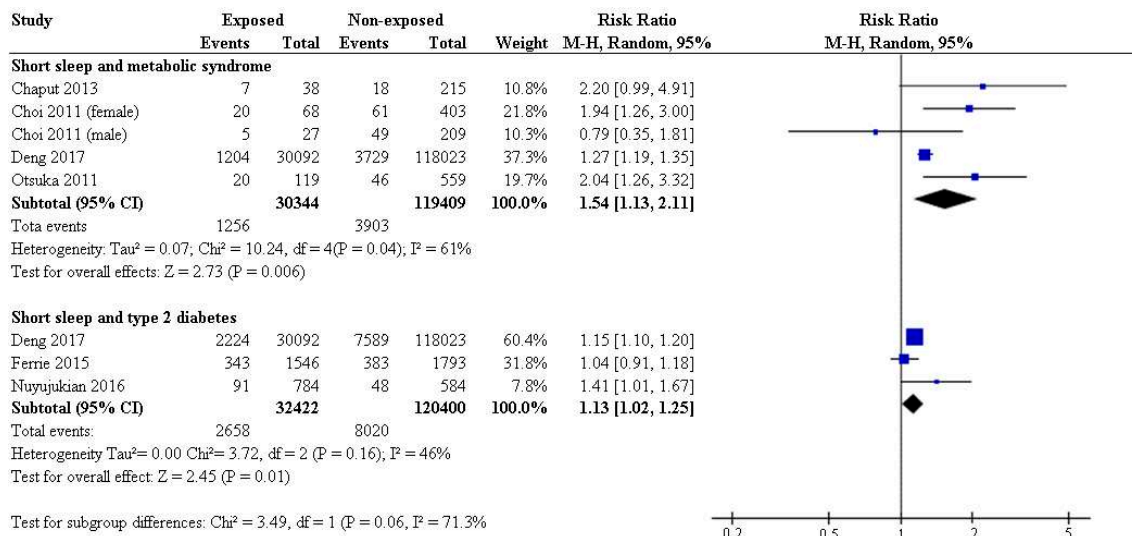 Study Exposed Non-exposed Risk Ratio Risk Ratio
Events Total Events Total Weight M-H, Random, 95% M-H, Random, 95%
Short sleep and metabolic syndrome
Chaput 2013 7 38 18 215 10.8% 2.20 [0.99, 4.91]
Choi 2011 (female) 20 68 61 403 21.8% 1.94 [1.26, 3.00]
Choi 2011 (male) 5 27 49 209 10.3% 0.79 [0.35, 1.81]
Deng 2017 1204 30092 3729 118023 37.3% 1.27 [1.19, 1.35]
Otsuka 2011 20 119 46 559 19.7% 2.04 [1.26, 3.32]
Subtotal (95% CI) 30344 119409 100.0% 1.54 [1.13, 2.11]
Tota events 1256 3903
Heterogeneity: Tau² = 0.07; Chi² = 10.24, df = 4(P = 0.04); I² = 61%
Test for overall effects: Z = 2.73 (P = 0.006)
Short sleep and type 2 diabetes
Deng 2017 2224 30092 7589 118023 60.4% 1.15 [1.10, 1.20]
Ferrie 2015 343 1546 383 1793 31.8% 1.04 [0.91, 1.18]
Nuyujukian 2016 91 784 48 584 7.8% 1.41 [1.01, 1.67]
Subtotal (95% CI) 32422 120400 100.0% 1.13 [1.02, 1.25]
Total events: 2658 8020
Heterogeneity Tau²= 0.00 Chi²= 3.72, df = 2 (P = 0.16); I² = 46%
Test for overall effect: Z = 2.45 (P = 0.01)
Test for subgroup differences: Chi² = 3.49, df = 1 (P = 0.06, I² = 71.3%
0.2 0.5 1 2 5